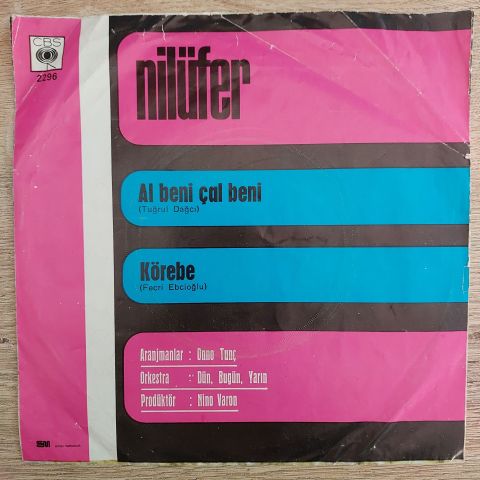 CBS
2296
nilüfer
Al beni çal beni
(Tuğrul Dağcı)
Körebe
(Fecri Ebcioğlu)
Aranjmanlar : Onno Tunç
Orkestra : Dün, Bugün, Yarın
Prodüktör : Nino Varon